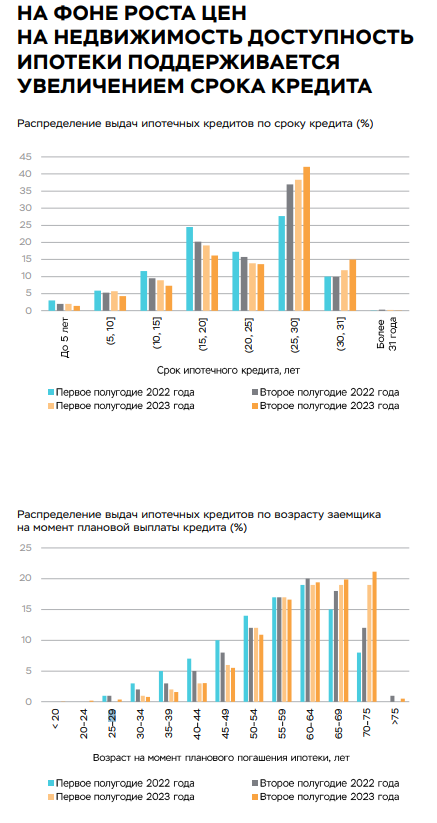 НА ФОНЕ РОСТА ЦЕН
НА НЕДВИЖИМОСТЬ ДОСТУПНОСТЬ
ИПОТЕКИ ПОДДЕРЖИВАЕТСЯ
УВЕЛИЧЕНИЕМ СРОКА КРЕДИТА
Распределение выдач ипотечных кредитов по сроку кредита (%)
45
40
35
30
25
20
15
10
5
0
До 5 лет
(5, 10]
(10, 15]
(15, 20]
(20, 25]
(25, 30]
(30, 31]
Более
31 года
Срок ипотечного кредита, лет
Первое полугодие 2022 года
Второе полугодие 2022 года
Первое полугодие 2023 года
Второе полугодие 2023 года
Распределение выдач ипотечных кредитов по возрасту заемщика
на момент плановой выплаты кредита (%)
25
20
15
10
5
0
< 20
20–24
25–29
30–34
35–39
40–44
45–49
50–54
55–59
60–64
65–69
70–75
>75
Возраст на момент планового погашения ипотеки, лет
Первое полугодие 2022 года
Второе полугодие 2022 года
Первое полугодие 2023 года
Второе полугодие 2023 года